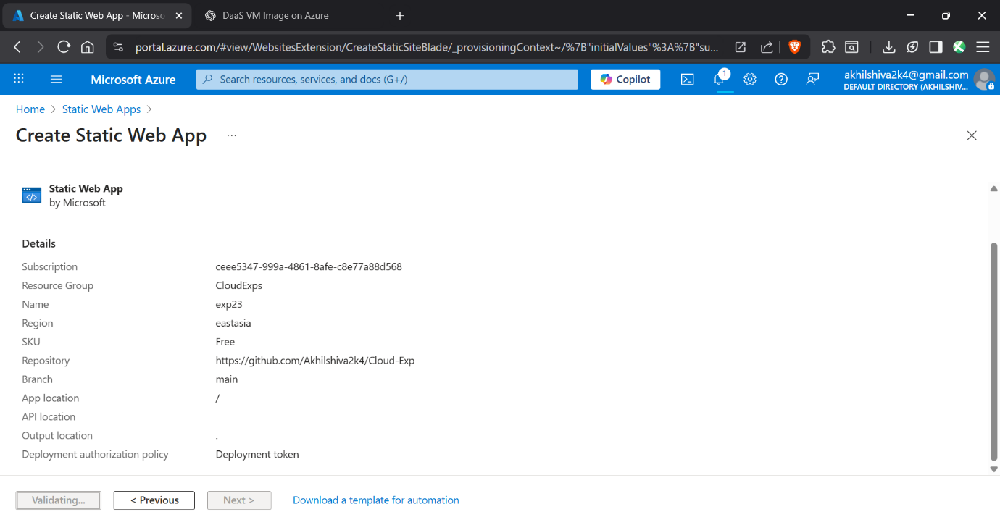 Create Static Web App - Microso
DaaS VM Image on Azure
portal.azure.com/#view/WebsitesExtension/CreateStaticSiteBlade/_provisioningContext~/%7B"initialValues"%3A%7B"su...
Microsoft Azure
Search resources, services, and docs (G+/)
Copilot
1
akhilshiva2k4@gmail.com
DEFAULT DIRECTORY (AKHILSHIV...
Home > Static Web Apps >
Create Static Web App ...
Static Web App
by Microsoft
Details
Subscription ceee5347-999a-4861-8afe-c8e77a88d568
Resource Group CloudExps
Name exp23
Region eastasia
SKU Free
Repository https://github.com/Akhilshiva2k4/Cloud-Exp
Branch main
App location /
API location
Output location .
Deployment authorization policy Deployment token
Validating...
< Previous
Next >
Download a template for automation